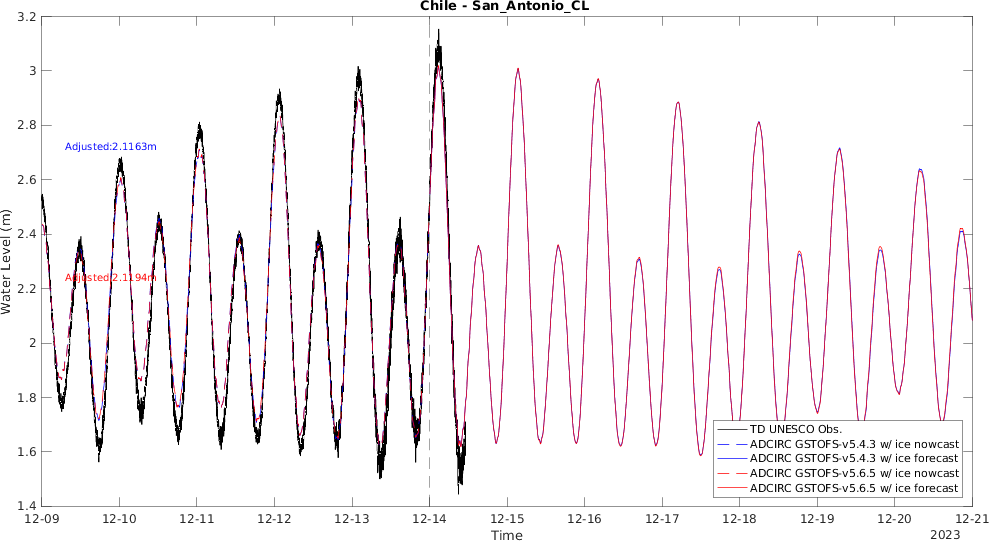 Chile - San_Antonio_CL
3.2
3
2.8
2.6
2.4
2.2
2
1.8
1.6
1.4
Water Level (m)
Adjusted:2.1163m
Adjusted:2.1194m
TD UNESCO Obs.
ADCIRC GSTOFS-v5.4.3 w/ ice nowcast
ADCIRC GSTOFS-v5.4.3 w/ ice forecast
ADCIRC GSTOFS-v5.6.5 w/ ice nowcast
ADCIRC GSTOFS-v5.6.5 w/ ice forecast
12-09 12-10 12-11 12-12 12-13 12-14 12-15 12-16 12-17 12-18 12-19 12-20 12-21
Time
2023